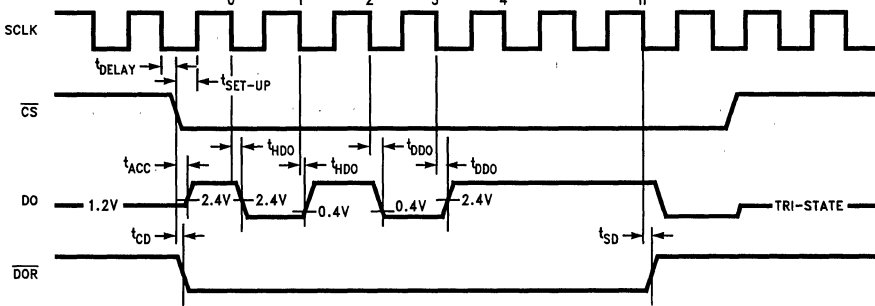 0 1 2 3 4 n
SCLK
tDELAY
tSET-UP
CS
tHDO tHDO tDDO tDDO
tACC
DO 1.2V 2.4V 2.4V 0.4V 0.4V 2.4V TRI-STATE
tCD tSD
DOR